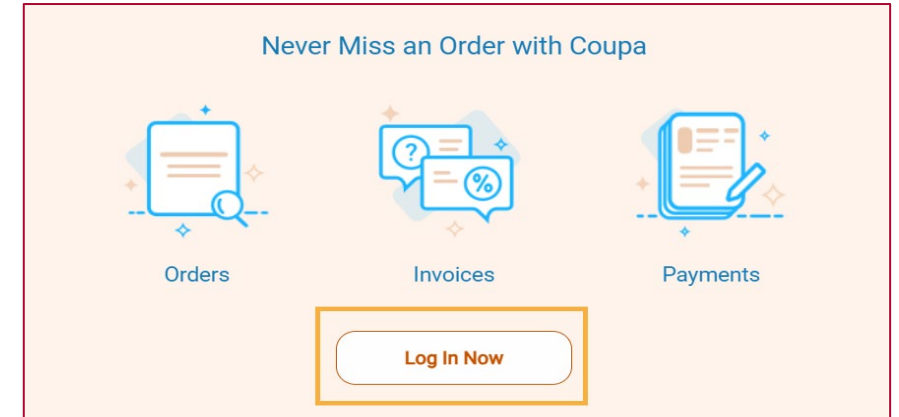 Never Miss an Order with Coupa
?
%
Orders Invoices Payments
Log In Now